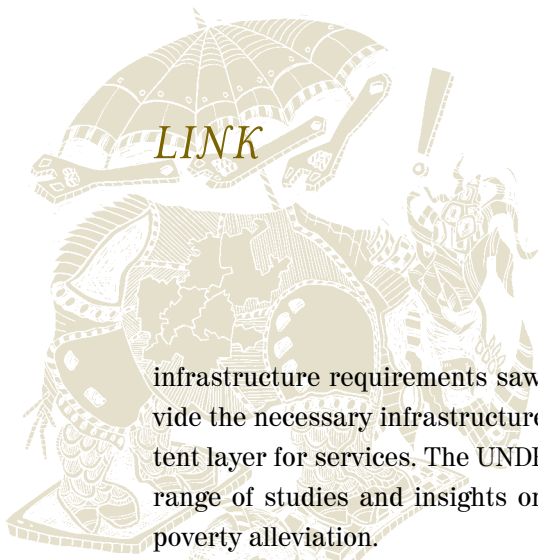 LINK
infrastructure requirements saw
vide the necessary infrastructure
tent layer for services. The
range of studies and insights
poverty alleviation.